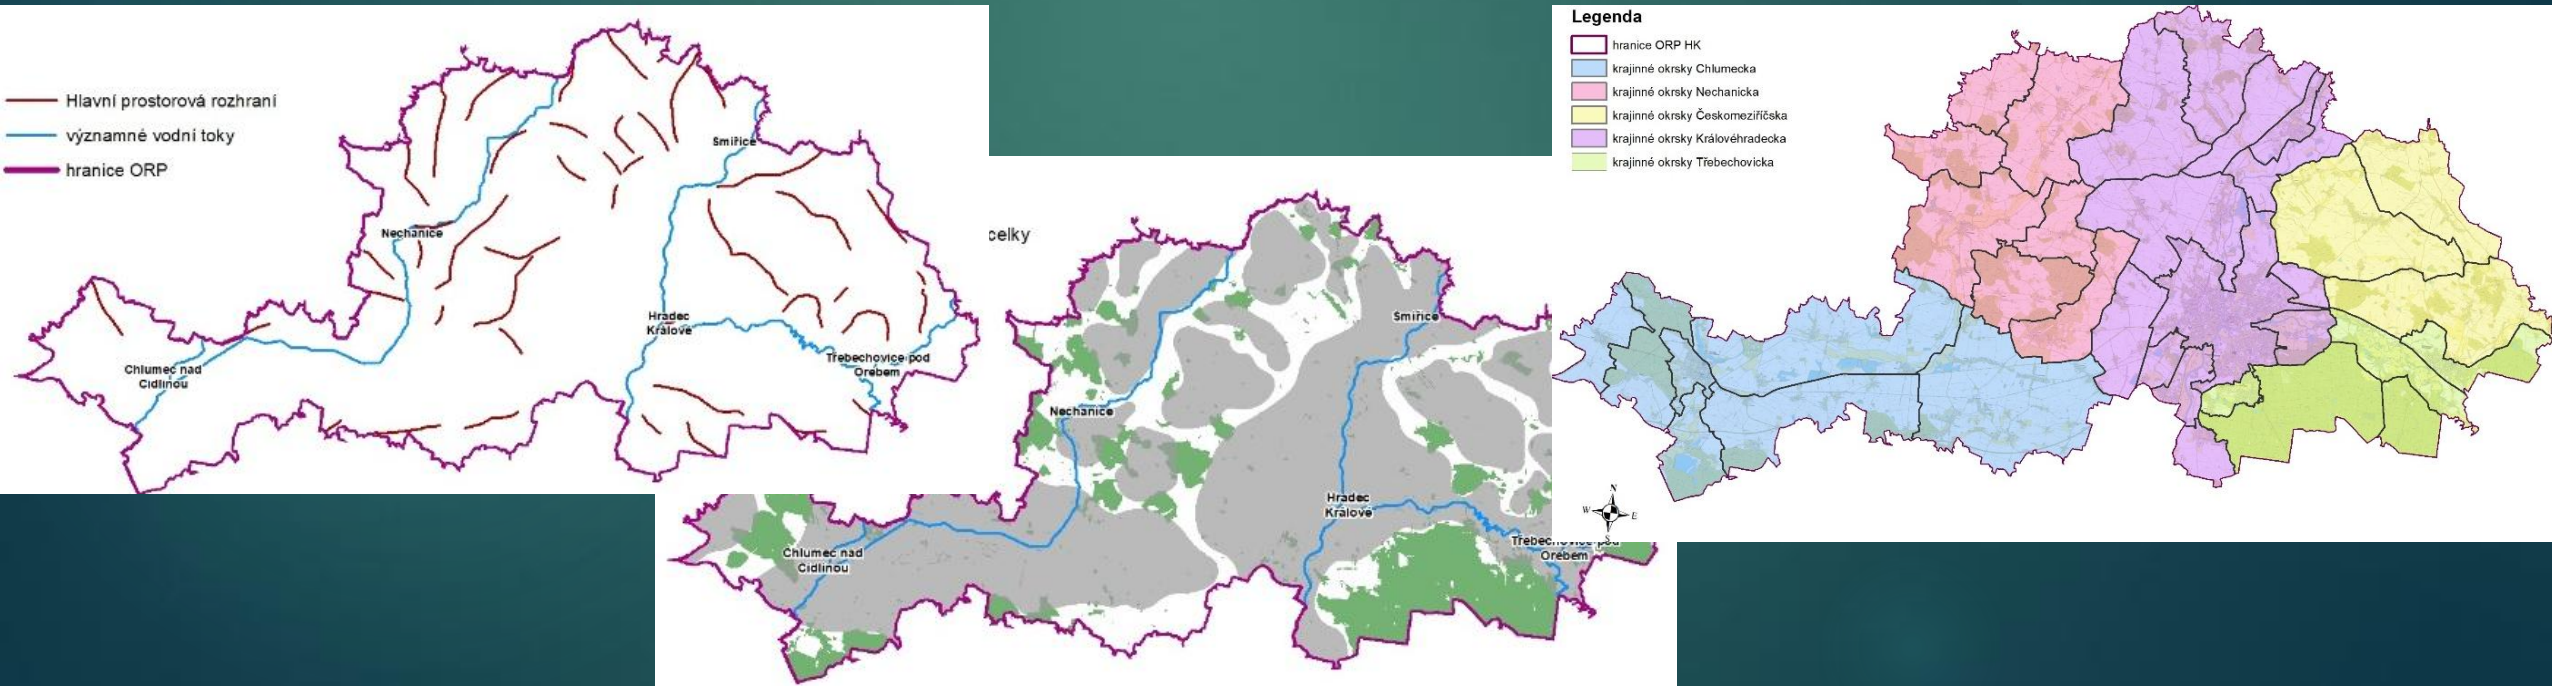 Hlavní prostorová rozhraní
významné vodní toky
hranice ORP
Smiřice
Nechanice
Hradec
Králové
Chlumec nad
Cidlinou
Třebechovice pod
Orebem
celky
Smiřice
Nechanice
Hradec
Králové
Chlumec nad
Cidlinou
Třebechovice pod
Orebem
Legenda
hranice ORP HK
krajinné okrsky Chlumecka
krajinné okrsky Nechanicka
krajinné okrsky Českomeziříčska
krajinné okrsky Královéhradecka
krajinné okrsky Třebechovicka
N
W
E
S